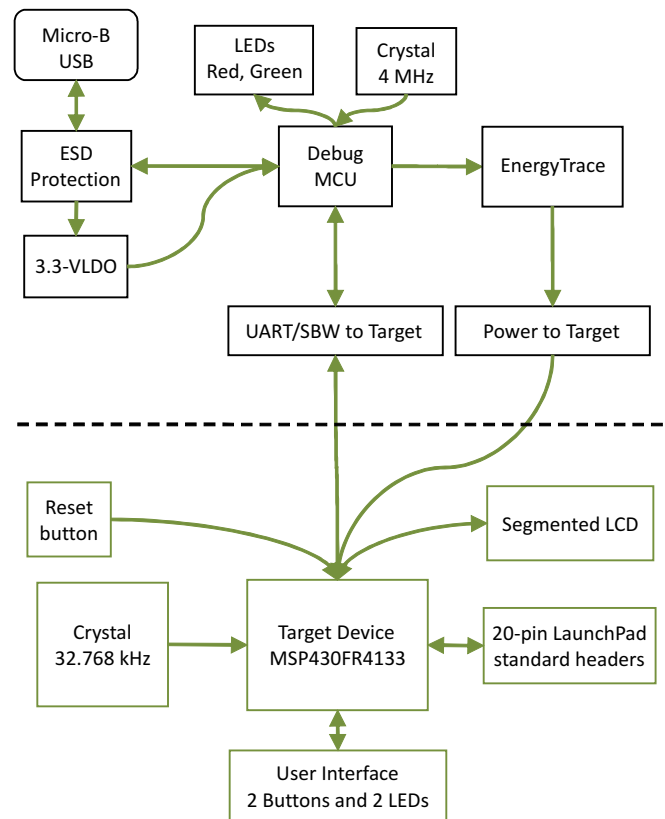 Micro-B
USB
LEDs
Red, Green
Crystal
4 MHz
ESD
Protection
Debug
MCU
EnergyTrace
3.3-VLDO
UART/SBW to Target
Power to Target
Reset
button
Segmented LCD
Crystal
32.768 kHz
Target Device
MSP430FR4133
20-pin LaunchPad
standard headers
User Interface
2 Buttons and 2 LEDs